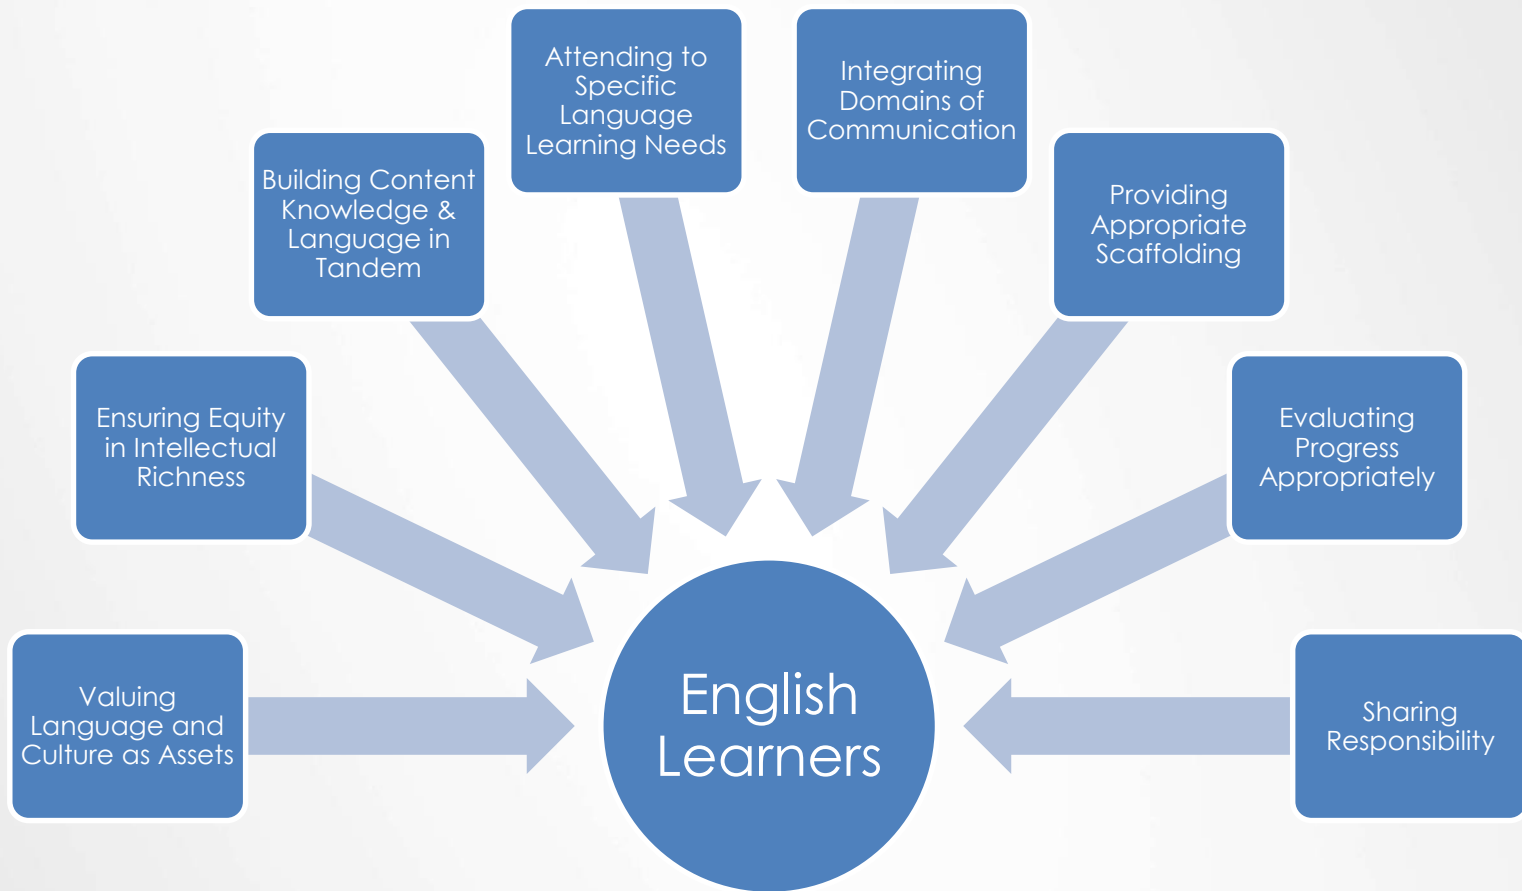 Attending to
Specific
Language
Learning Needs
Integrating
Domains of
Communication
Building Content
Knowledge &
Language in
Tandem
Providing
Appropriate
Scaffolding
Ensuring Equity
in Intellectual
Richness
Evaluating
Progress
Appropriately
Valuing
Language and
Culture as Assets
English
Learners
Sharing
Responsibility